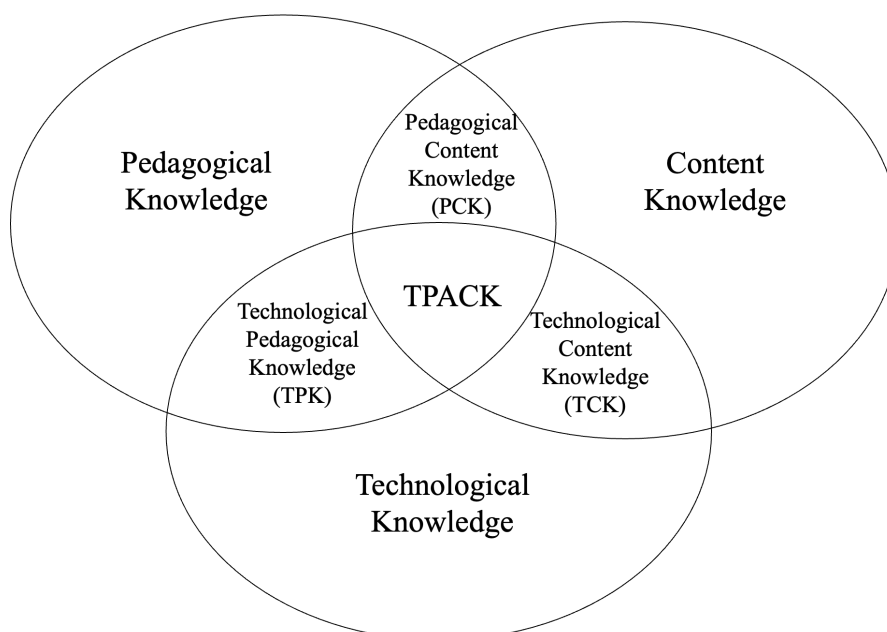 Pedagogical
Content
Knowledge
(PCK)
Pedagogical
Knowledge
Content
Knowledge
TPACK
Technological
Pedagogical
Knowledge
(TPK)
Technological
Content
Knowledge
(TCK)
Technological
Knowledge